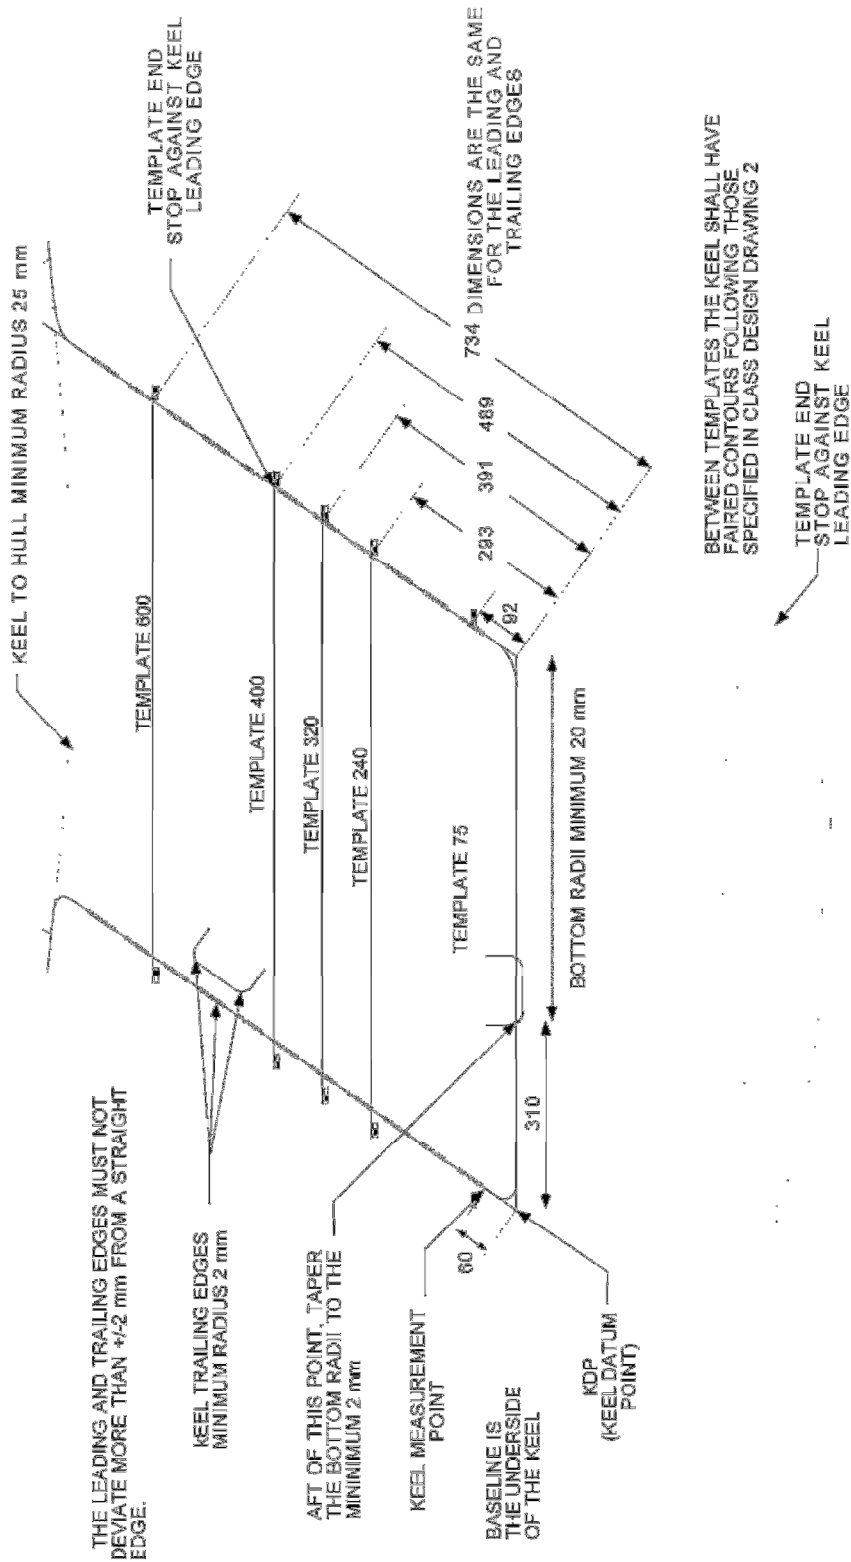 THE LEADING AND TRAILING EDGES MUST NOT
DEVIATE MORE THAN +/-2 mm FROM A STRAIGHT
EDGE.
KEEL TO HULL MINIMUM RADIUS 25 mm
TEMPLATE END
STOP AGAINST KEEL
LEADING EDGE
KEEL TRAILING EDGES
MINIMUM RADIUS 2 mm
TEMPLATE 600
TEMPLATE 400
TEMPLATE 320
TEMPLATE 240
TEMPLATE 75
AFT OF THIS POINT, TAPER
THE BOTTOM RADII TO THE
MININIMUM 2 mm
KEEL MEASUREMENT
POINT
BASELINE IS
THE UNDERSIDE
OF THE KEEL
KDP
(KEEL DATUM
POINT)
60
310
BOTTOM RADII MINIMUM 20 mm
92
293
391
489
734 DIMENSIONS ARE THE SAME
FOR THE LEADING AND
TRAILING EDGES
BETWEEN TEMPLATES THE KEEL SHALL HAVE
FAIRED CONTOURS FOLLOWING THOSE
SPECIFIED IN CLASS DESIGN DRAWING 2
TEMPLATE END
STOP AGAINST KEEL
LEADING EDGE